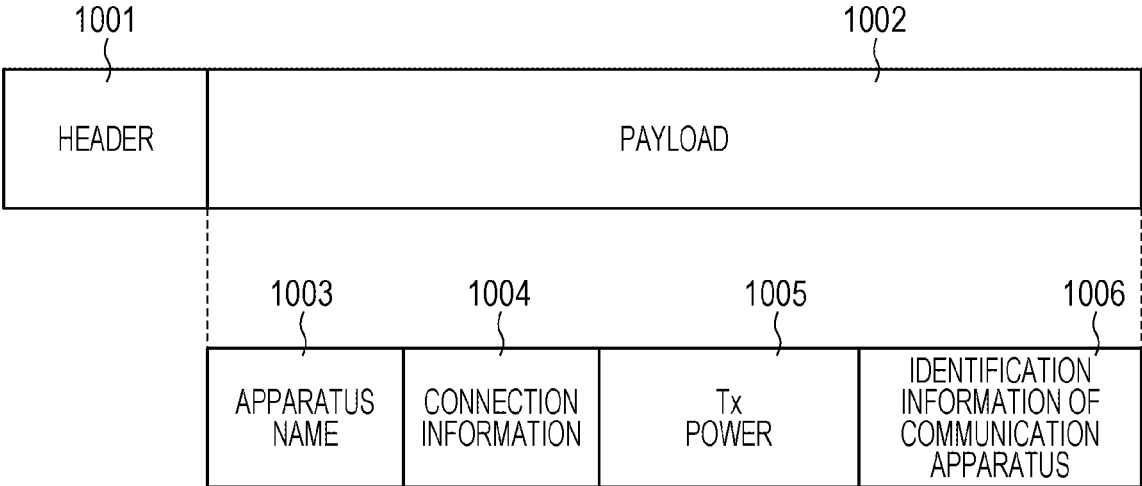 1001
1002
HEADER
PAYLOAD
1003
1004
1005
1006
APPARATUS
NAME
CONNECTION
INFORMATION
Tx
POWER
IDENTIFICATION
INFORMATION OF
COMMUNICATION
APPARATUS